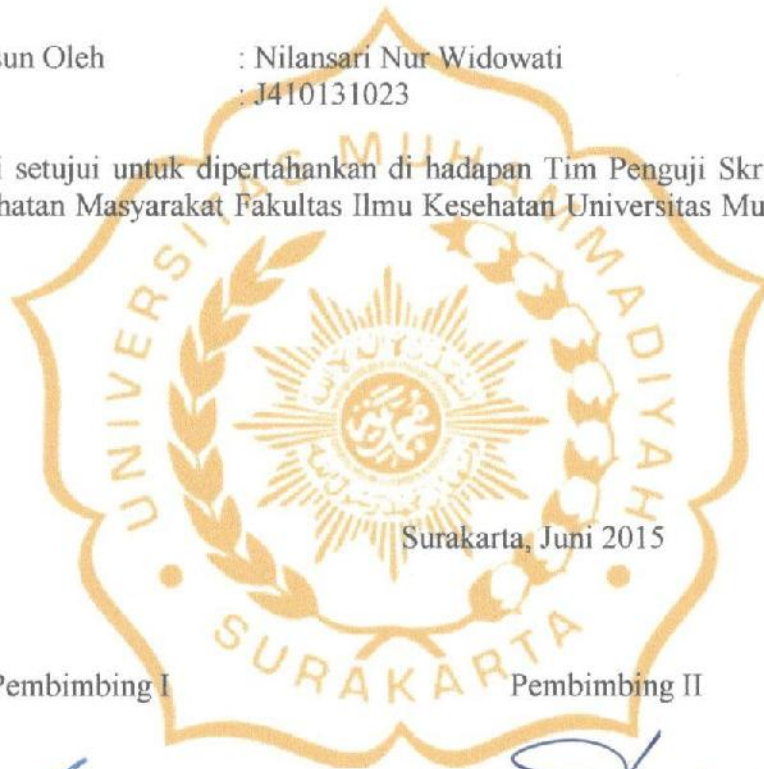 sun Oleh : Nilansari Nur Widowati
: J410131023
i setujui untuk dipertahankan di hadapan Tim Penguji Skr
hatan Masyarakat Fakultas Ilmu Kesehatan Universitas Mu
UNIVERSITAS MUHAMMADIYAH
Surakarta, Juni 2015
SURAKARTA
Pembimbing I Pembimbing II